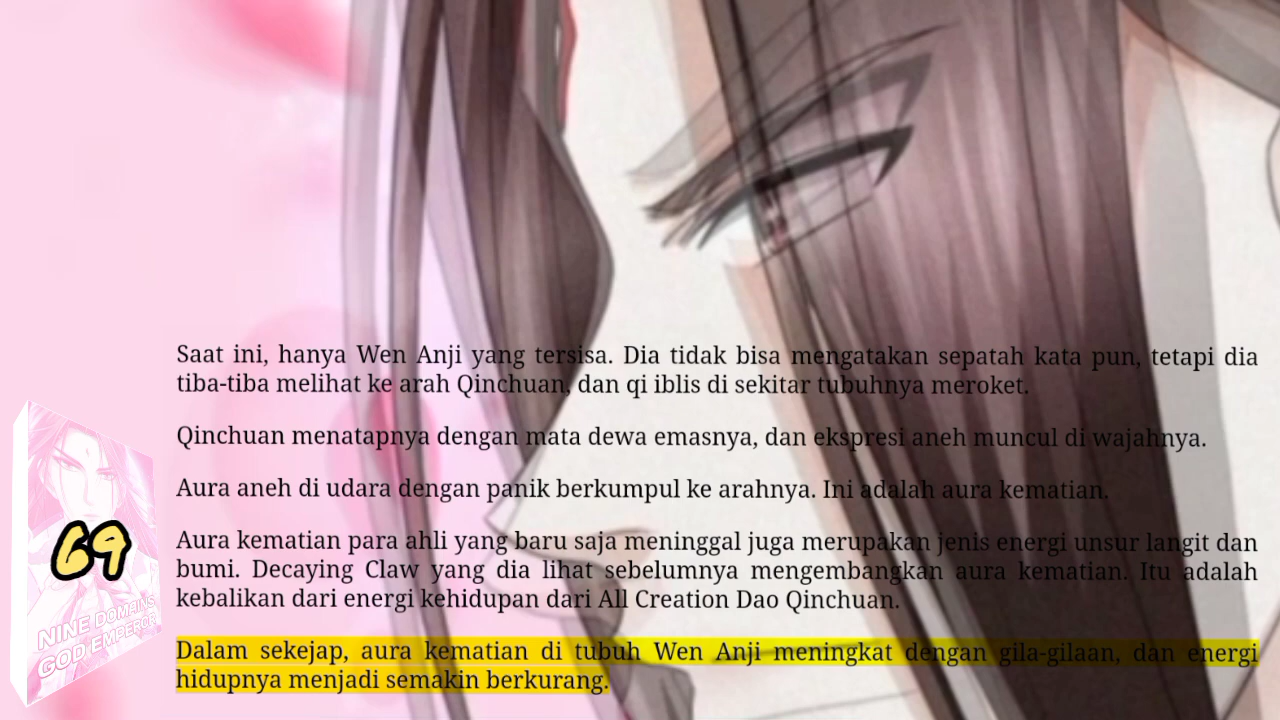 Saat ini, hanya Wen Anji yang tersisa. Dia tidak bisa mengatakan sepatah kata pun, tetapi dia
tiba-tiba melihat ke arah Qinchuan, dan qi iblis di sekitar tubuhnya meroket.
Qinchuan menatapnya dengan mata dewa emasnya, dan ekspresi aneh muncul di wajahnya.
Aura aneh di udara dengan panik berkumpul ke arahnya. Ini adalah aura kematian.
Aura kematian para ahli yang baru saja meninggal juga merupakan jenis energi unsur langit dan
bumi. Decaying Claw yang dia lihat sebelumnya mengembangkan aura kematian. Itu adalah
kebalikan dari energi kehidupan dari All Creation Dao Qinchuan.
Dalam sekejap, aura kematian di tubuh Wen Anji meningkat dengan gila-gilaan, dan energi
hidupnya menjadi semakin berkurang.
69
NINE DOMAINS
GOD EMPEROR